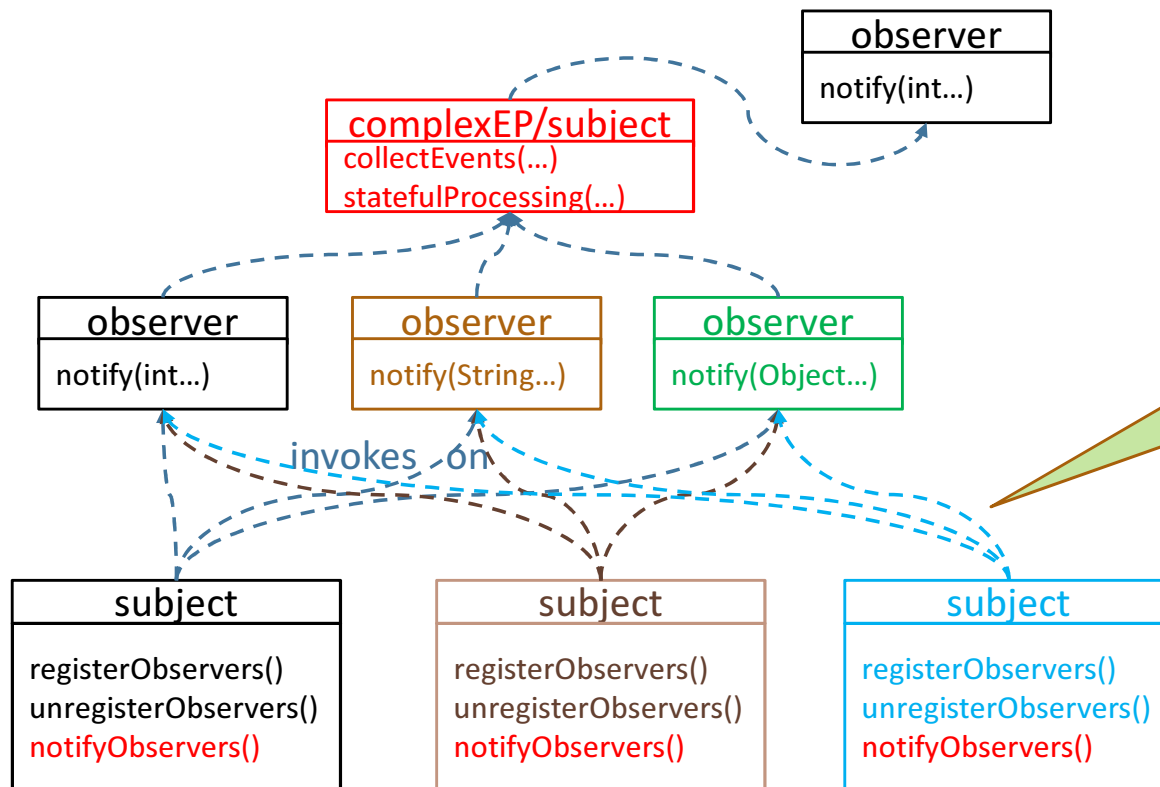 observer
notify(int...)
complexEP/subject
collectEvents(...)
statefulProcessing(...)
observer
notify(int...)
observer
notify(String...)
observer
notify(Object...)
invokes on
subject
registerObservers()
unregisterObservers()
notifyObservers()
subject
registerObservers()
unregisterObservers()
notifyObservers()
subject
registerObservers()
unregisterObservers()
notifyObservers()